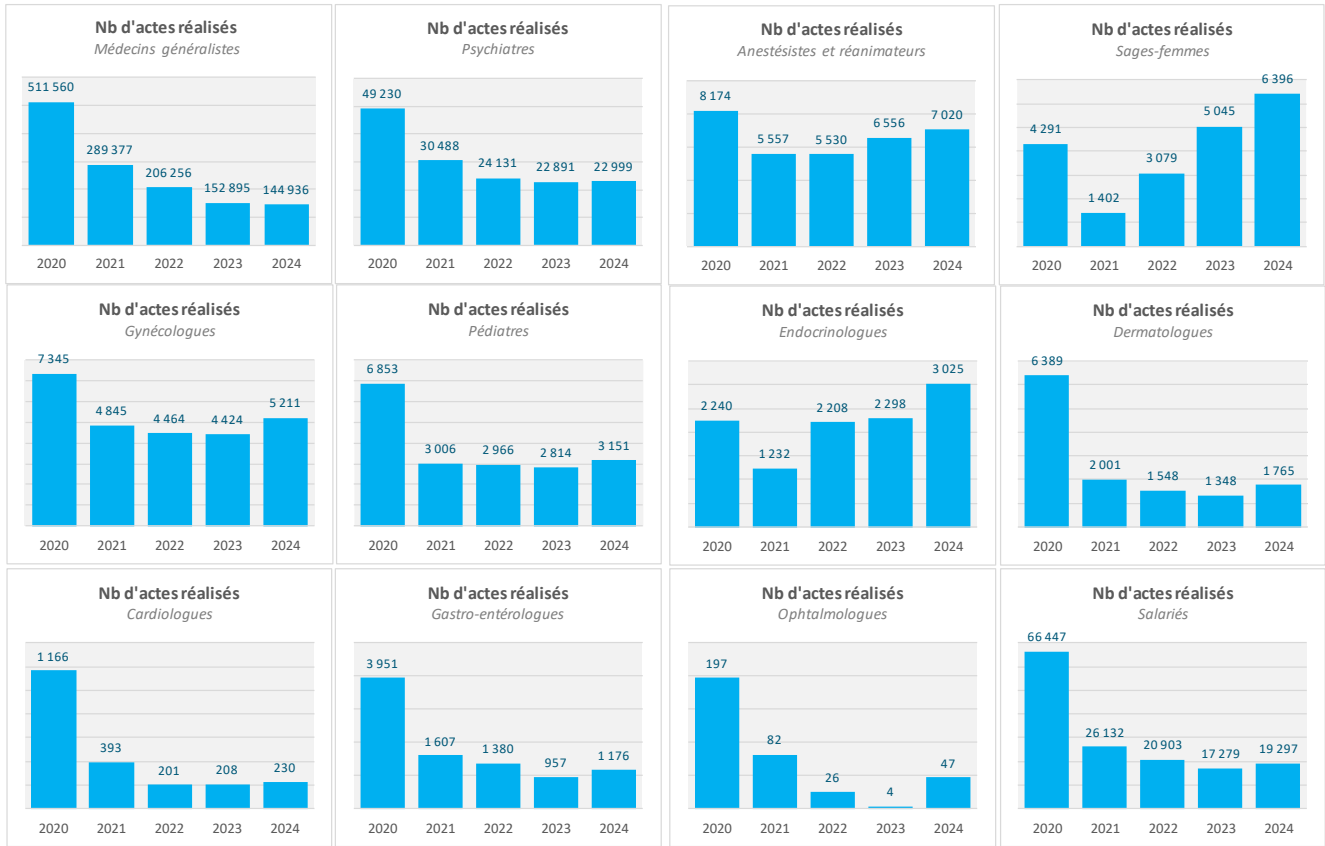 Nb d'actes réalisés
Médecins généralistes
511 560
289 377
206 256
152 895
144 936
2020 2021 2022 2023 2024
Nb d'actes réalisés
Psychiatres
49 230
30 488
24 131
22 891
22 999
2020 2021 2022 2023 2024
Nb d'actes réalisés
Anestésistes et réanimateurs
8 174
5 557
5 530
6 556
7 020
2020 2021 2022 2023 2024
Nb d'actes réalisés
Sages-femmes
4 291
1 402
3 079
5 045
6 396
2020 2021 2022 2023 2024
Nb d'actes réalisés
Gynécologues
7 345
4 845
4 464
4 424
5 211
2020 2021 2022 2023 2024
Nb d'actes réalisés
Pédiatres
6 853
3 006
2 966
2 814
3 151
2020 2021 2022 2023 2024
Nb d'actes réalisés
Endocrinologues
2 240
1 232
2 208
2 298
3 025
2020 2021 2022 2023 2024
Nb d'actes réalisés
Dermatologues
6 389
2 001
1 548
1 348
1 765
2020 2021 2022 2023 2024
Nb d'actes réalisés
Cardiologues
1 166
393
201
208
230
2020 2021 2022 2023 2024
Nb d'actes réalisés
Gastro-entérologues
3 951
1 607
1 380
957
1 176
2020 2021 2022 2023 2024
Nb d'actes réalisés
Ophtalmologues
197
82
26
4
47
2020 2021 2022 2023 2024
Nb d'actes réalisés
Salariés
66 447
26 132
20 903
17 279
19 297
2020 2021 2022 2023 2024